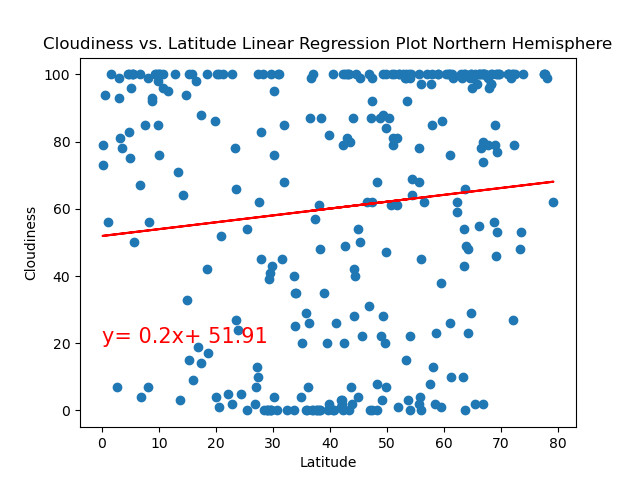 Cloudiness vs. Latitude Linear Regression Plot Northern Hemisphere
100
80
60
40
20
0
Cloudiness
y= 0.2x+ 51.91
0 10 20 30 40 50 60 70 80
Latitude